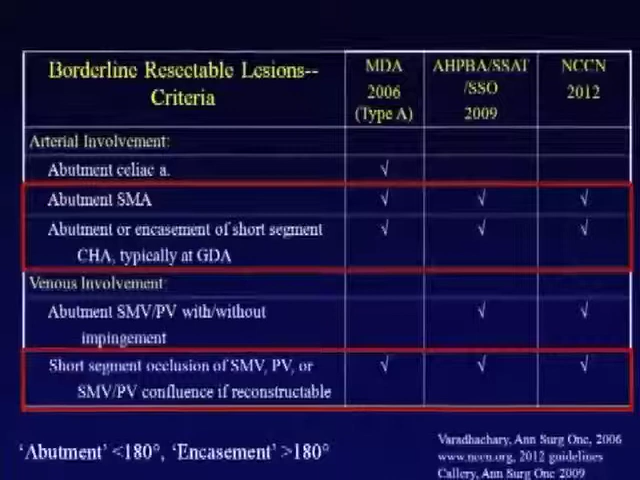 Borderline Resectable Lesions--
Criteria
MDA
2006
(Type A)
AHPBA/SSAT
/SSO
2009
NCCN
2012
Arterial Involvement:
Abutment celiac a. √
Abutment SMA √ √ √
Abutment or encasement of short segment √ √ √
CHA, typically at GDA
Venous Involvement:
Abutment SMV/PV with/without √ √
impingement
Short segment occlusion of SMV, PV, or √ √ √
SMV/PV confluence if reconstructable
‘Abutment’ <180°, ‘Encasement’ >180°
Varadhachary, Ann Surg Onc, 2006
www.nccn.org, 2012 guidelines
Callery, Ann Surg Onc 2009